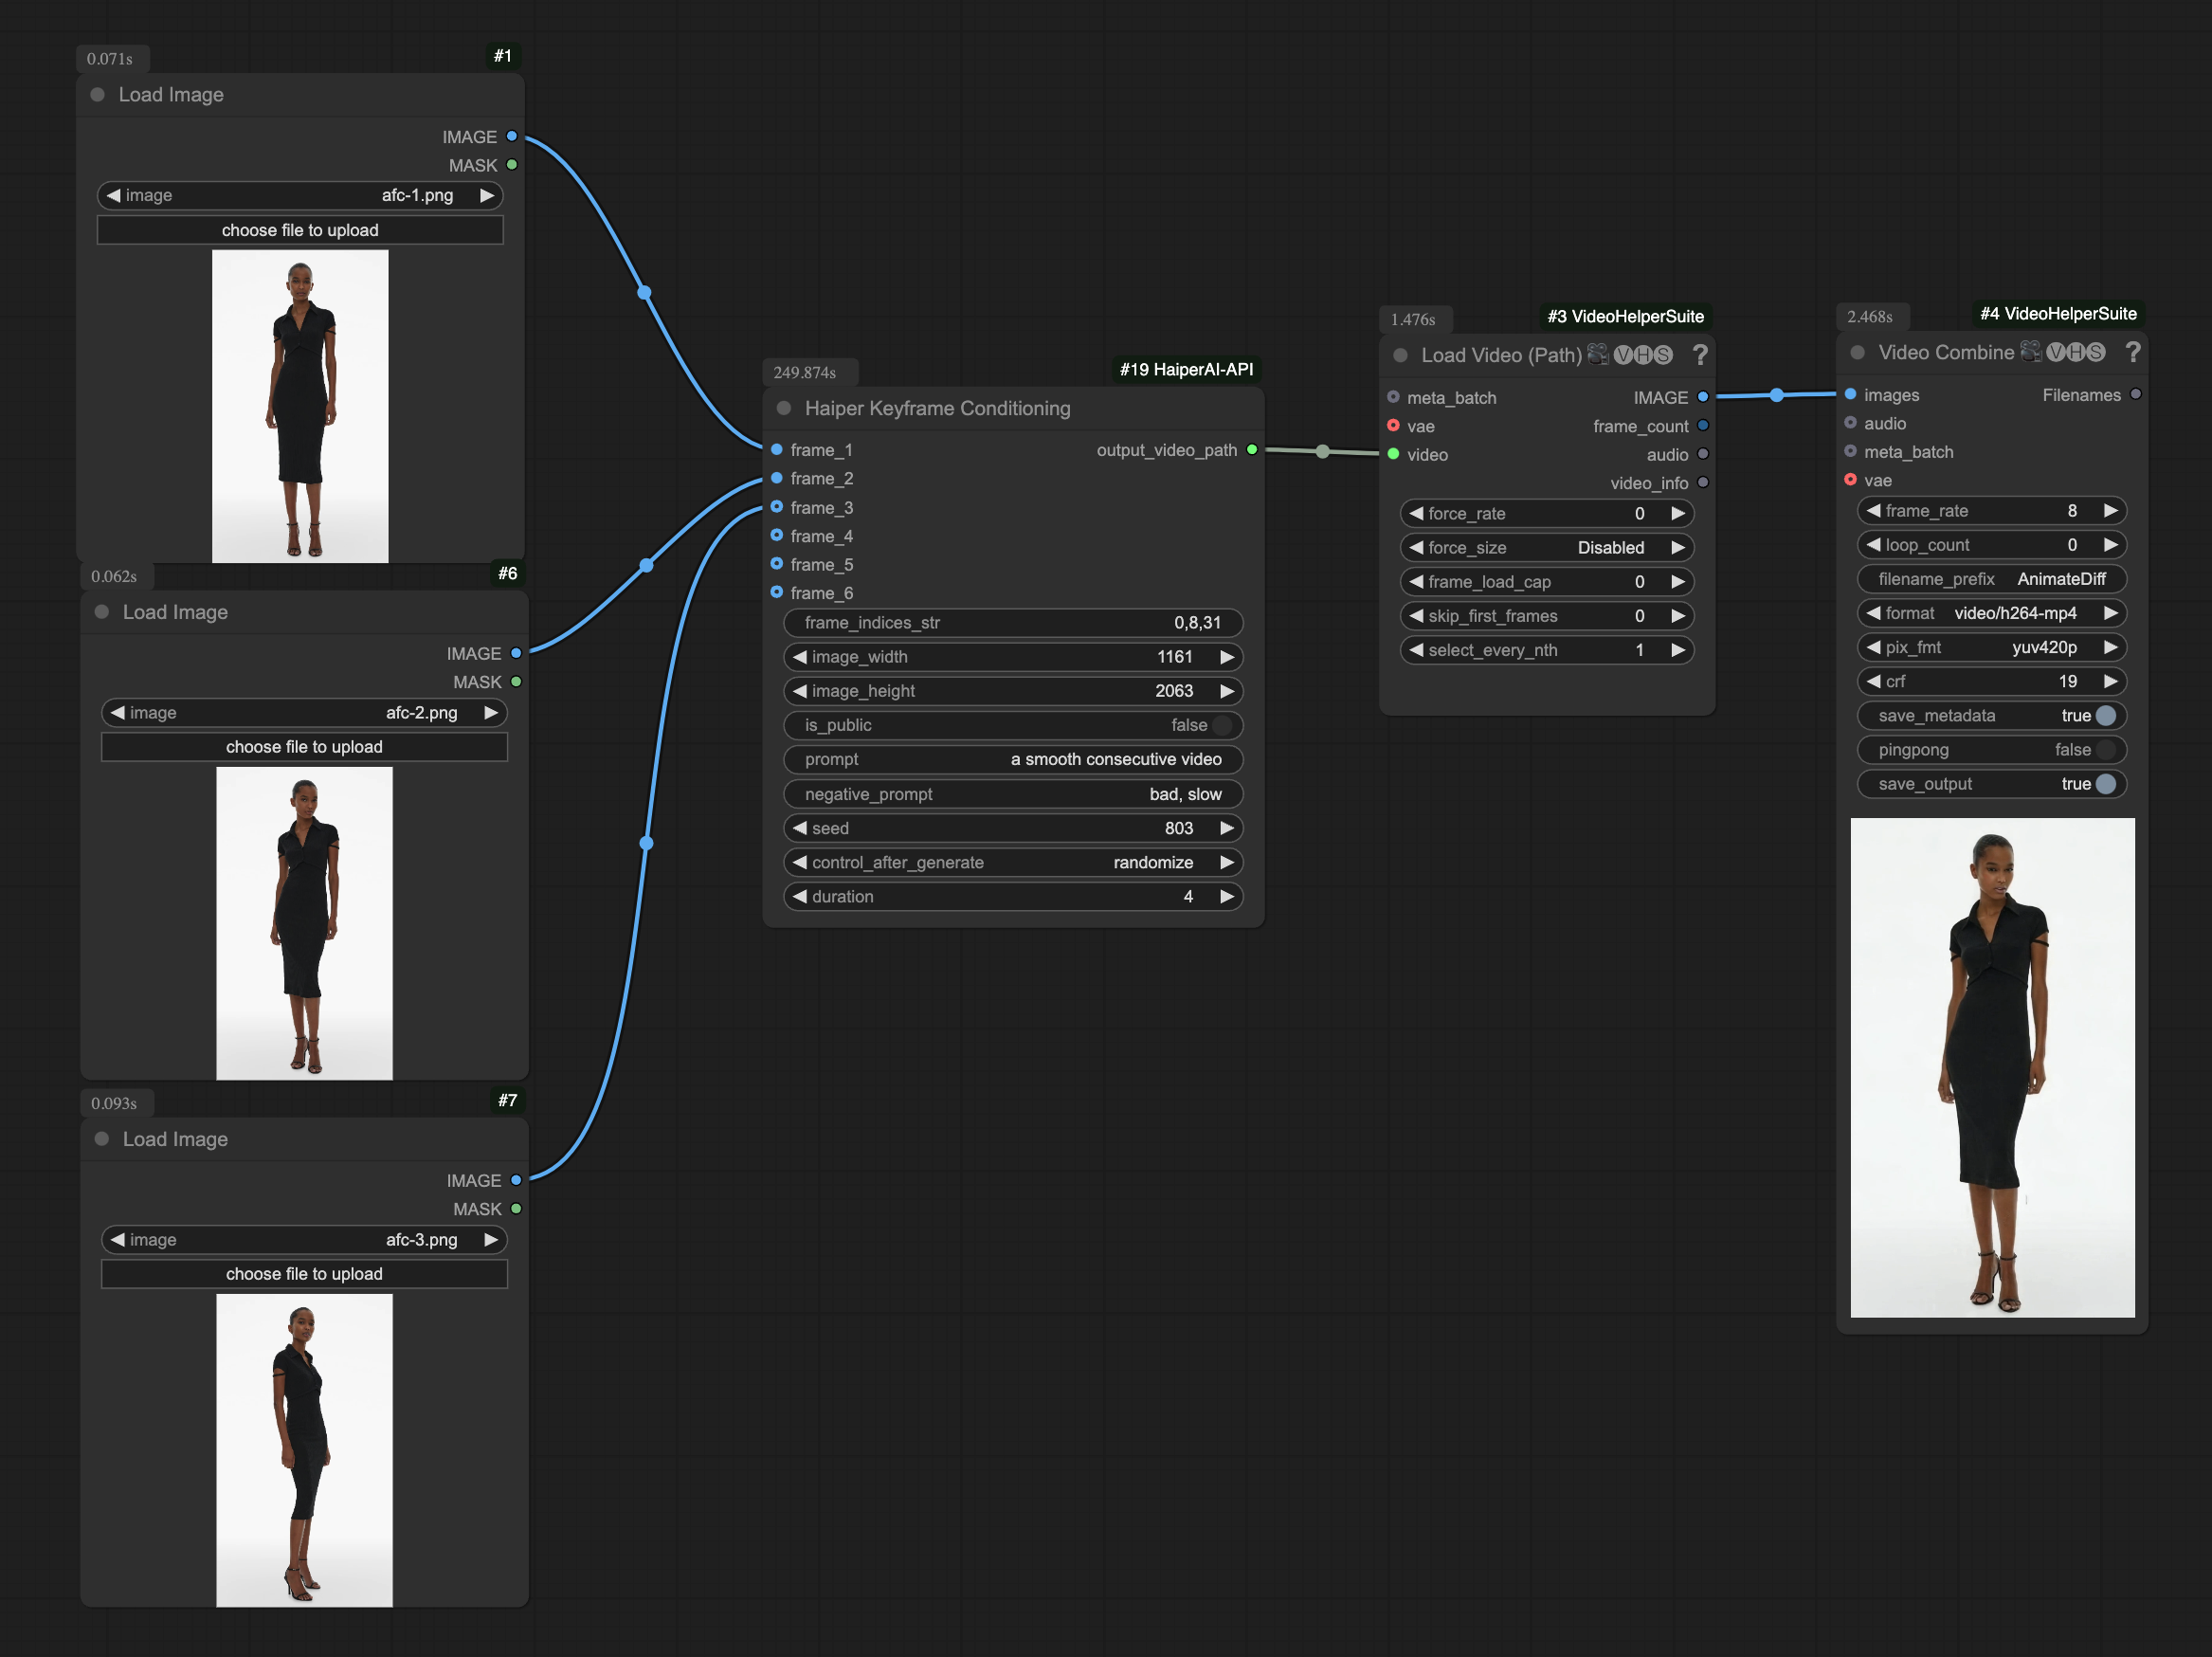 0.071s
#1
Load Image
IMAGE
MASK
image afc-1.png
choose file to upload
0.062s
#6
Load Image
IMAGE
MASK
image afc-2.png
choose file to upload
0.093s
#7
Load Image
IMAGE
MASK
image afc-3.png
choose file to upload
249.874s
#19 HaiperAI-API
Haiper Keyframe Conditioning
frame_1 output_video_path
frame_2
frame_3
frame_4
frame_5
frame_6
frame_indices_str 0,8,31
image_width 1161
image_height 2063
is_public false
prompt a smooth consecutive video
negative_prompt bad, slow
seed 803
control_after_generate randomize
duration 4
1.476s
#3 VideoHelperSuite
Load Video (Path) VHS ?
meta_batch IMAGE
vae frame_count
video audio
video_info
force_rate 0
force_size Disabled
frame_load_cap 0
skip_first_frames 0
select_every_nth 1
2.468s
#4 VideoHelperSuite
Video Combine VHS ?
images Filenames
audio
meta_batch
vae
frame_rate 8
loop_count 0
filename_prefix AnimateDiff
format video/h264-mp4
pix_fmt yuv420p
crf 19
save_metadata true
pingpong false
save_output true